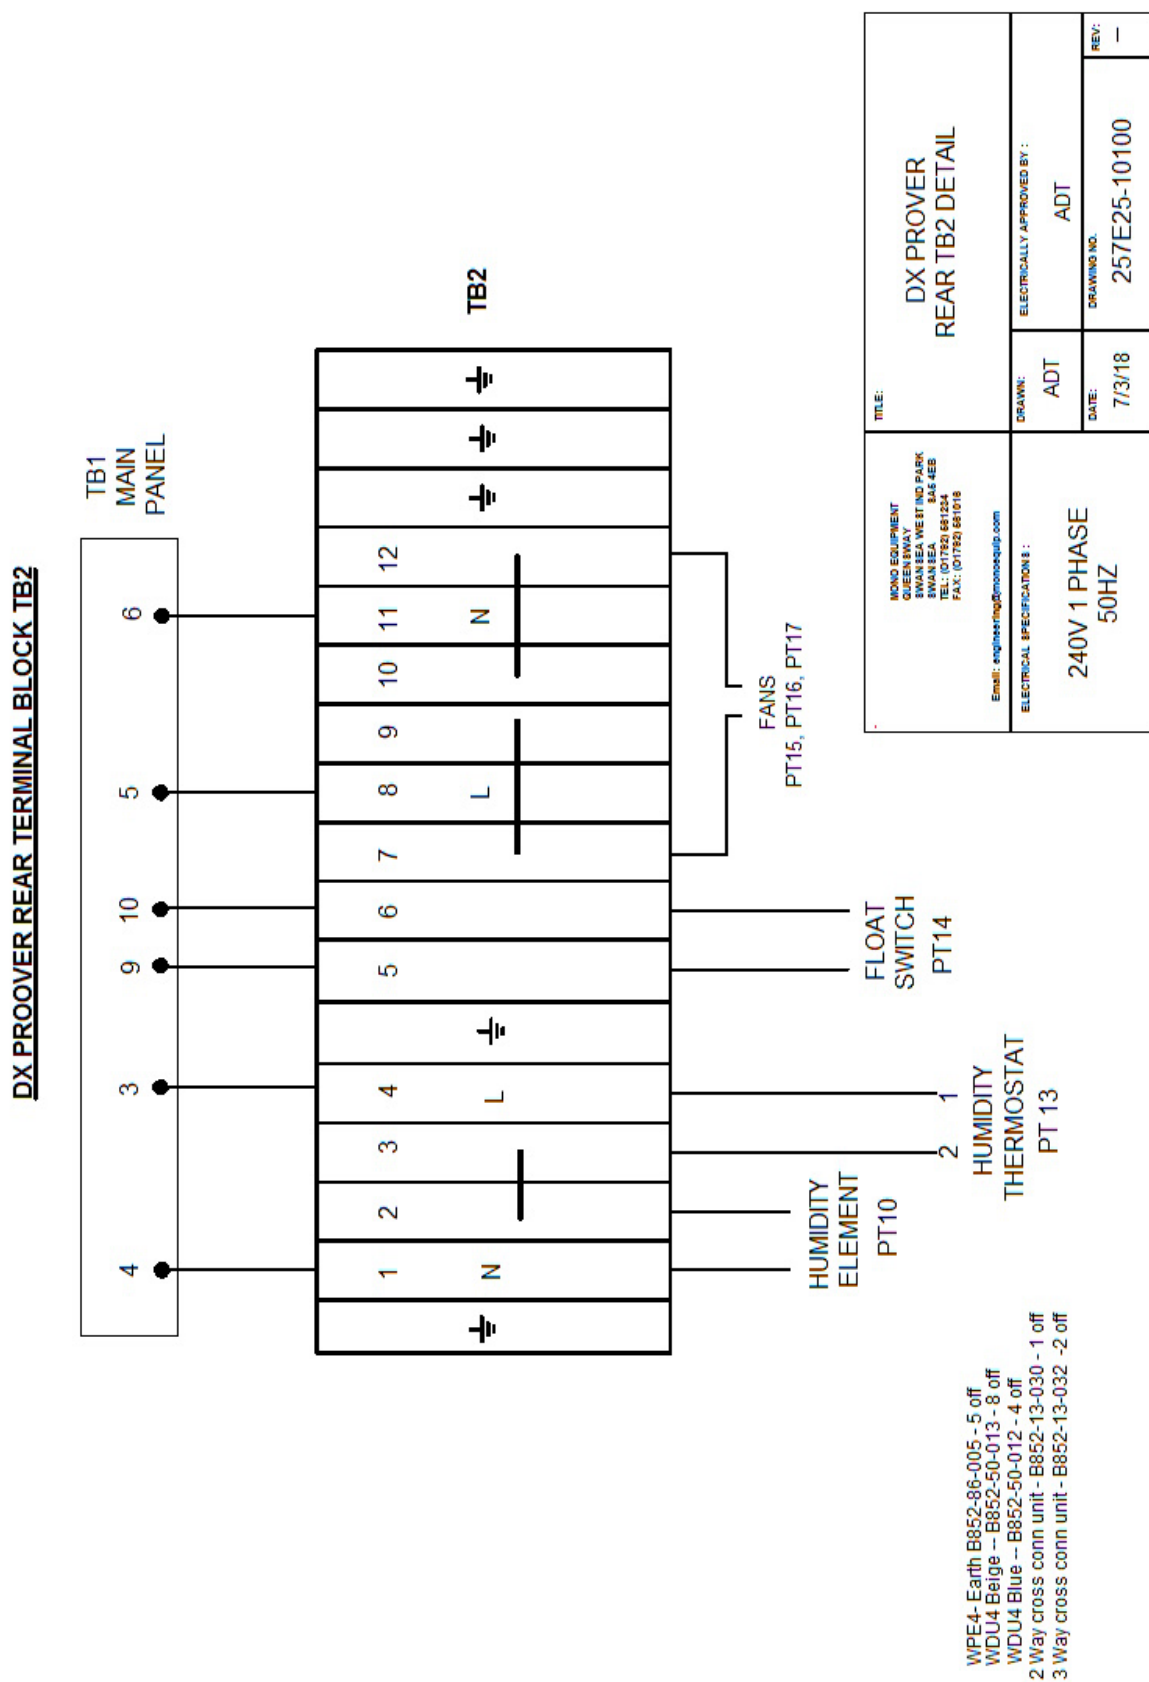 DX PROOVER REAR TERMINAL BLOCK TB2
TB1
MAIN
PANEL
4
3
9
10
5
6
TB2
1
2
3
4
5
6
7
8
9
10
11
12
N
L
L
N
HUMIDITY
ELEMENT
PT10
2
1
HUMIDITY
THERMOSTAT
PT 13
FLOAT
SWITCH
PT14
FANS
PT15, PT16, PT17
WPE4- Earth B852-86-005 - 5 off
WDU4 Beige -- B852-50-013 - 8 off
WDU4 Blue -- B852-50-012 - 4 off
2 Way cross conn unit - B852-13-030 - 1 off
3 Way cross conn unit - B852-13-032 -2 off
MONO EQUIPMENT
QUEENSWAY
SWANSEA WEST IND PARK
SWANSEA SA5 4EB
TEL: (01792) 561234
FAX: (01792) 561016
Email: engineering@monoequip.com
ELECTRICAL SPECIFICATIONS :
240V 1 PHASE
50HZ
TITLE:
DX PROVER
REAR TB2 DETAIL
DRAWN:
ADT
ELECTRICALLY APPROVED BY :
ADT
DATE:
7/3/18
DRAWING NO.
257E25-10100
REV:
—